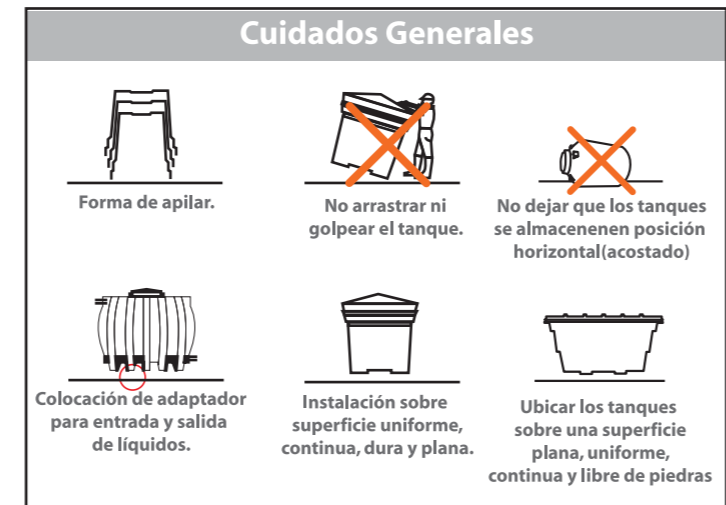 Cuidados Generales
Forma de apilar.
No arrastrar ni
golpear el tanque.
No dejar que los tanques
se almacenenen posición
horizontal(acostado)
Colocación de adaptador
para entrada y salida
de líquidos.
Instalación sobre
superficie uniforme,
continua, dura y plana.
Ubicar los tanques
sobre una superficie
plana, uniforme,
continua y libre de piedras